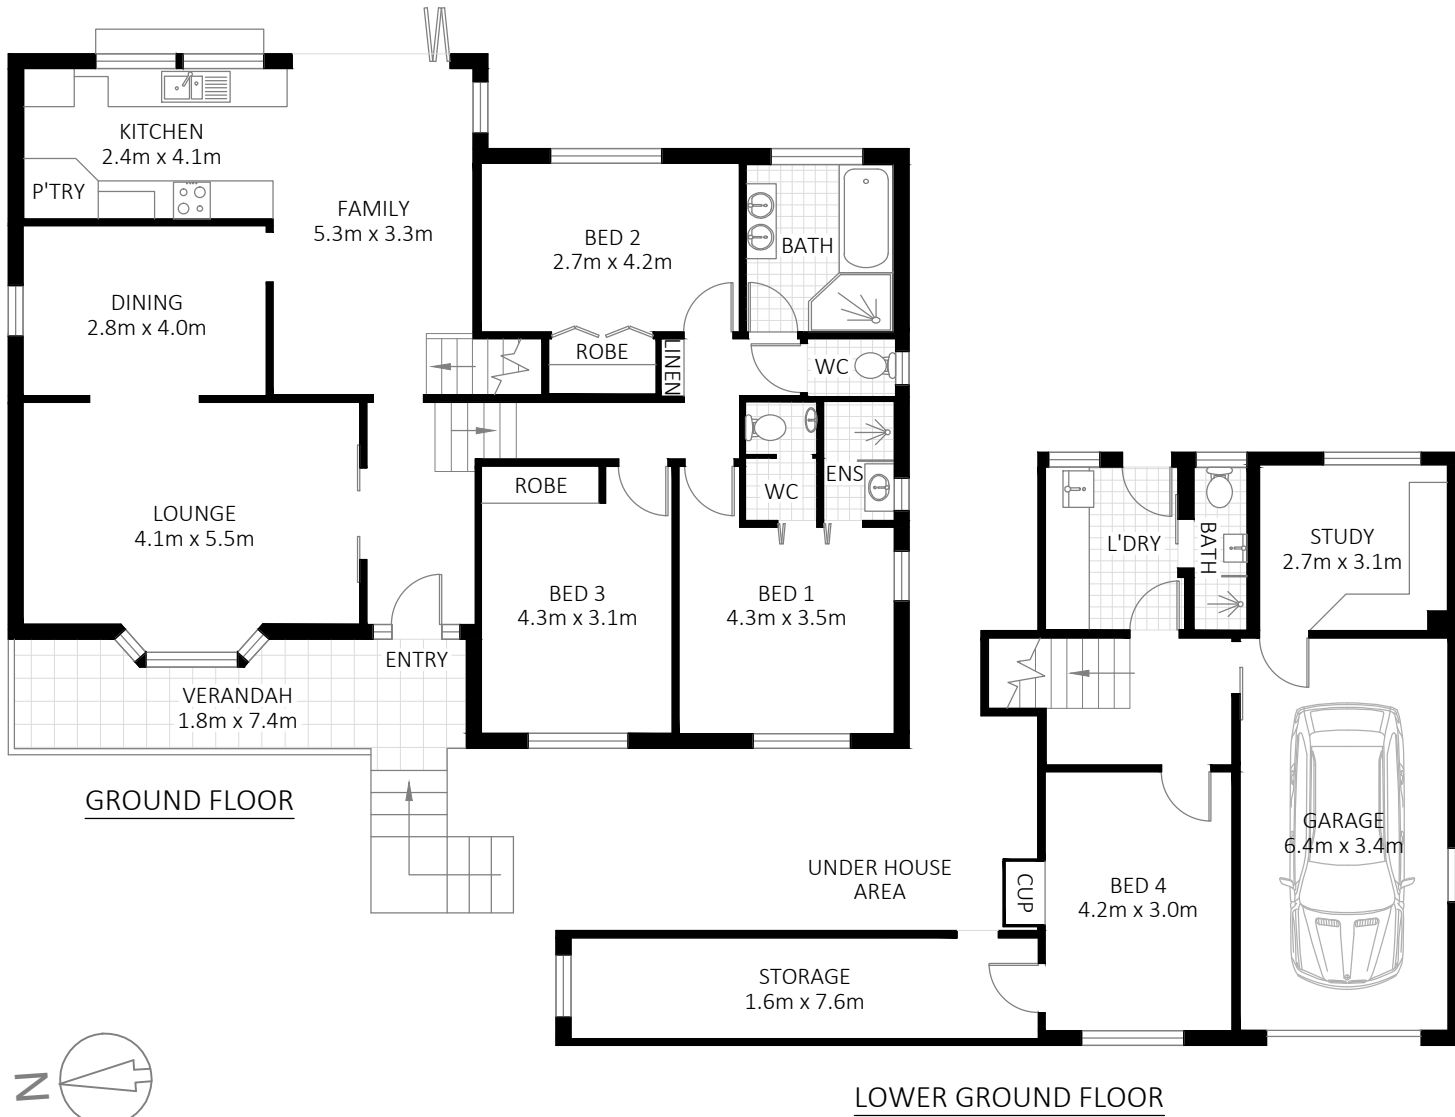 KITCHEN
2.4m x 4.1m
P'TRY
FAMILY
5.3m x 3.3m
DINING
2.8m x 4.0m
BED 2
2.7m x 4.2m
BATH
ROBE
LINEN
WC
LOUNGE
4.1m x 5.5m
ROBE
WC
ENS
BED 3
4.3m x 3.1m
BED 1
4.3m x 3.5m
ENTRY
VERANDAH
1.8m x 7.4m
GROUND FLOOR
L'DRY
BATH
STUDY
2.7m x 3.1m
GARAGE
6.4m x 3.4m
UNDER HOUSE
AREA
CUP
BED 4
4.2m x 3.0m
STORAGE
1.6m x 7.6m
N
LOWER GROUND FLOOR